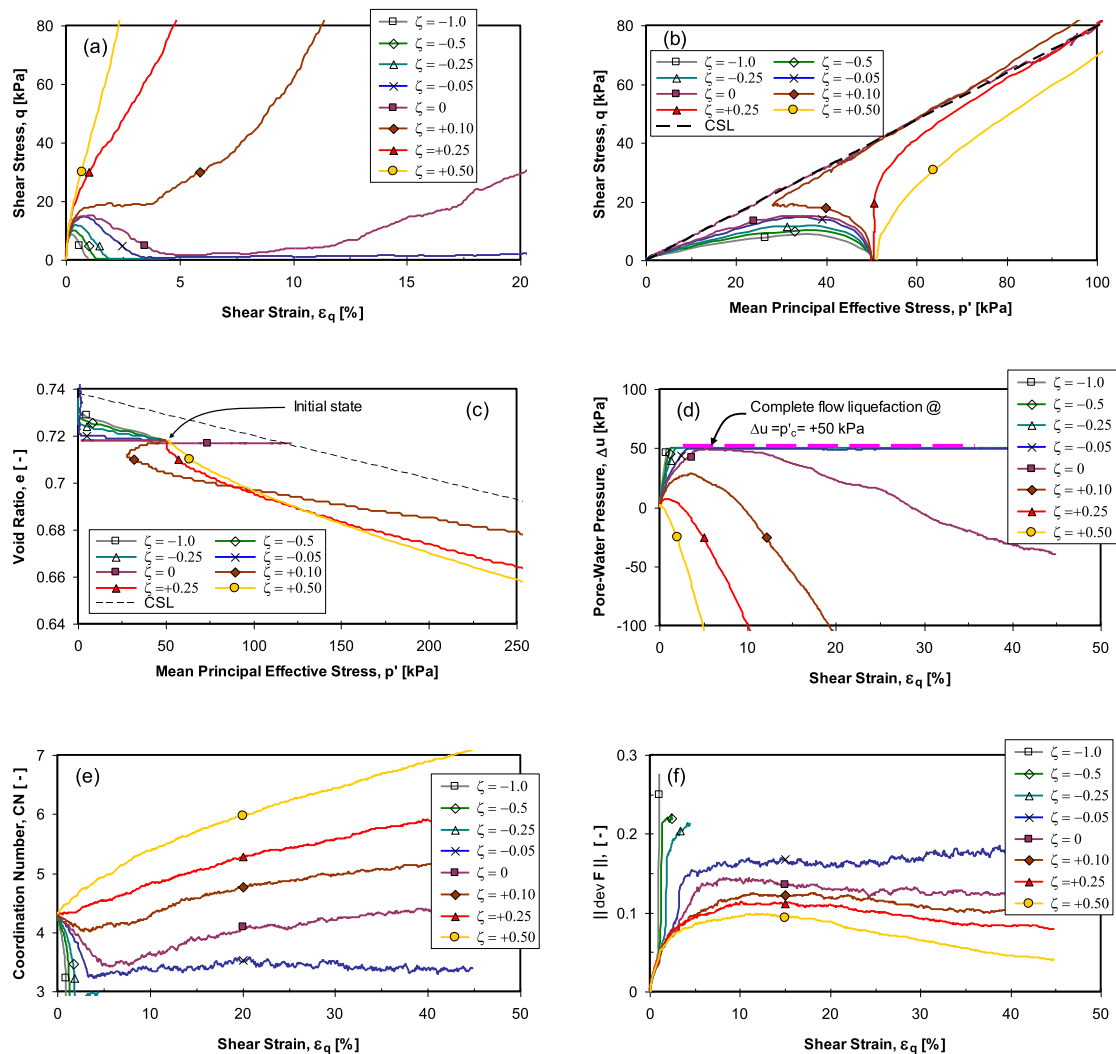 (a)
Shear Stress, q [kPa]
80
60
40
20
0
0 5 10 15 20
Shear Strain, εq [%]
ζ = −1.0
ζ = −0.5
ζ = −0.25
ζ = −0.05
ζ = 0
ζ = +0.10
ζ =+0.25
ζ = +0.50
(b)
Shear Stress, q [kPa]
80
60
40
20
0
0 20 40 60 80 100
Mean Principal Effective Stress, p' [kPa]
ζ = −1.0 ζ = −0.5
ζ = −0.25 ζ = −0.05
ζ = 0 ζ = +0.10
ζ =+0.25 ζ = +0.50
CSL
(c)
Initial state
Void Ratio, e [ - ]
0.74
0.72
0.7
0.68
0.66
0.64
0 50 100 150 200 250
Mean Principal Effective Stress, p' [kPa]
ζ = −1.0 ζ = −0.5
ζ = −0.25 ζ = −0.05
ζ = 0 ζ = +0.10
ζ =+0.25 ζ = +0.50
CSL
(d)
Complete flow liquefaction @
Δu =p'c= +50 kPa
Pore-Water Pressure, Δu [kPa]
100
50
0
-50
-100
0 10 20 30 40 50
Shear Strain, εq [%]
ζ = −1.0
ζ = −0.5
ζ = −0.25
ζ = −0.05
ζ = 0
ζ = +0.10
ζ =+0.25
ζ = +0.50
(e)
Coordination Number, CN [ - ]
7
6
5
4
3
0 10 20 30 40 50
Shear Strain, εq [%]
ζ = −1.0
ζ = −0.5
ζ = −0.25
ζ = −0.05
ζ = 0
ζ = +0.10
ζ =+0.25
ζ = +0.50
(f)
|| dev F ||, [ - ]
0.3
0.2
0.1
0
0 10 20 30 40 50
Shear Strain, εq [%]
ζ = −1.0
ζ = −0.5
ζ = −0.25
ζ = −0.05
ζ = 0
ζ = +0.10
ζ =+0.25
ζ = +0.50